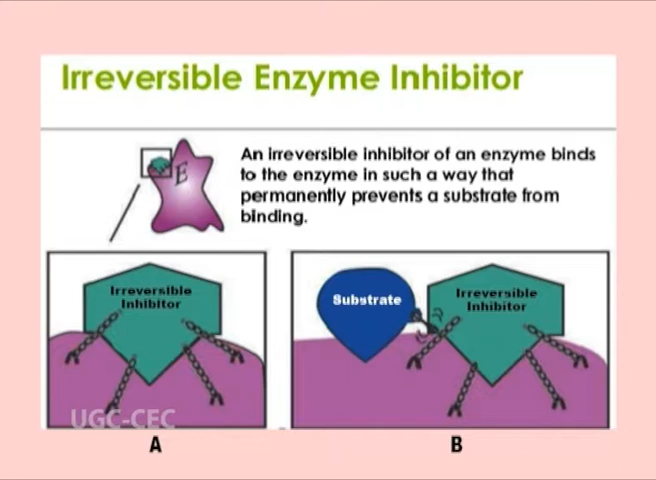 Irreversible Enzyme Inhibitor
An irreversible inhibitor of an enzyme binds
to the enzyme in such a way that
permanently prevents a substrate from
binding.
E
Irreversible
Inhibitor
Substrate
Irreversible
Inhibitor
UGC-CEC
A
B